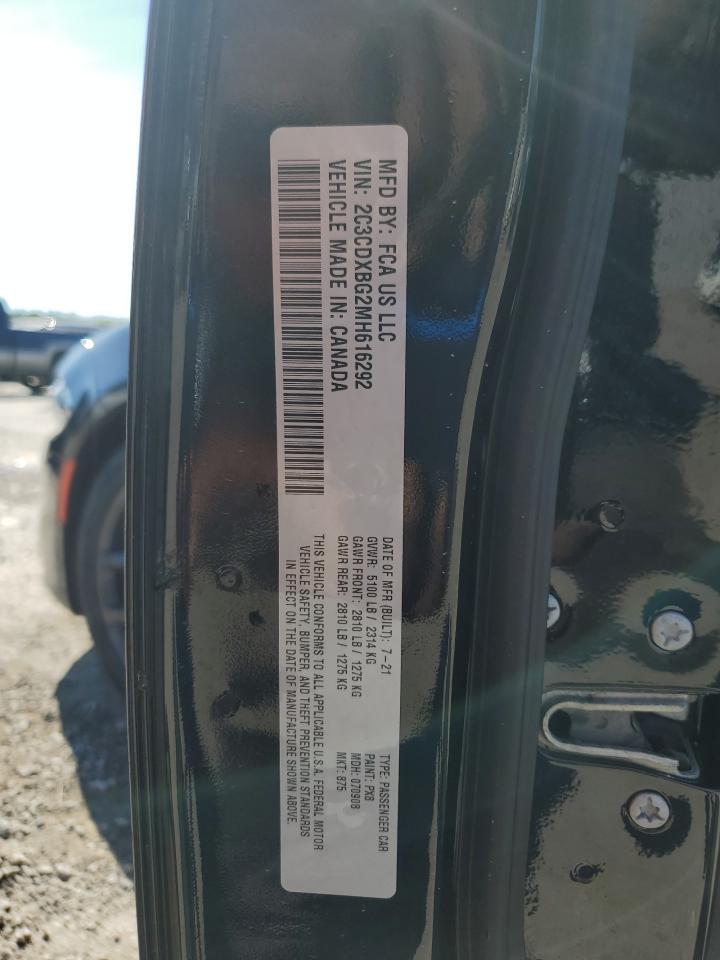 MFD BY: FCA US LLC
VIN: 2C3CDXBG2MH616292
VEHICLE MADE IN: CANADA
DATE OF MFR (BUILT): 7-21
GVWR: 5100 LB / 2314 KG
GAWR FRONT: 2810 LB / 1275 KG
GAWR REAR: 2810 LB / 1275 KG
TYPE: PASSENGER CAR
PAINT: PX8
MDH: 070908
MKT: 875
THIS VEHICLE CONFORMS TO ALL APPLICABLE U.S.A. FEDERAL MOTOR
VEHICLE SAFETY, BUMPER, AND THEFT PREVENTION STANDARDS
IN EFFECT ON THE DATE OF MANUFACTURE SHOWN ABOVE.